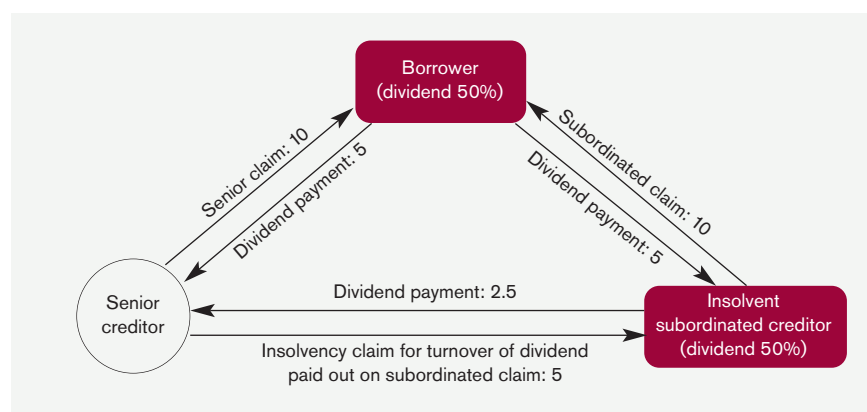 Borrower
(dividend 50%)
Senior claim: 10
Dividend payment: 5
Dividend payment: 5
Subordinated claim: 10
Senior
creditor
Dividend payment: 2.5
Insolvency claim for turnover of dividend
paid out on subordinated claim: 5
Insolvent
subordinated creditor
(dividend 50%)